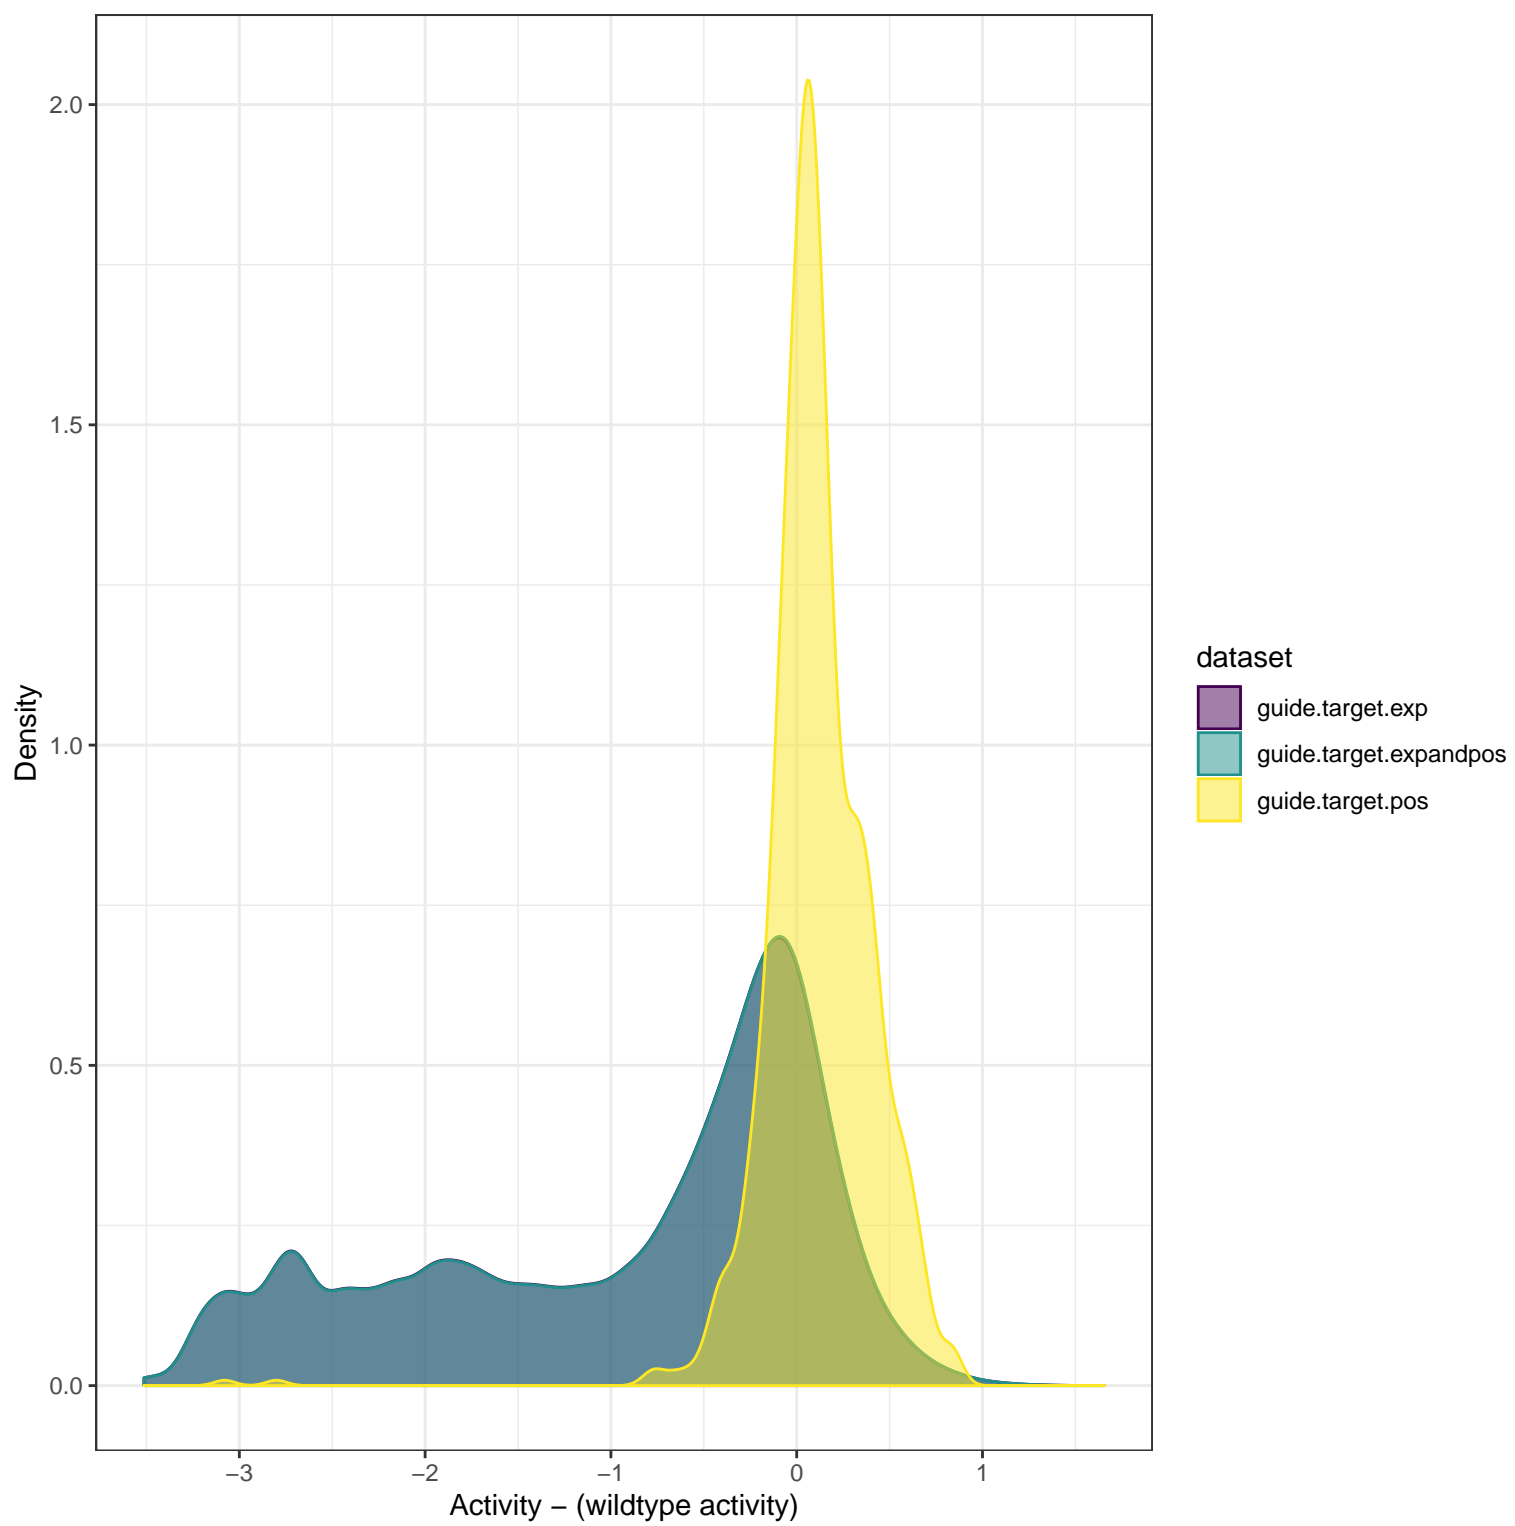 2.0
1.5
1.0
0.5
0.0
Density
−3
−2
−1
0
1
Activity − (wildtype activity)
dataset
guide.target.exp
guide.target.expandpos
guide.target.pos